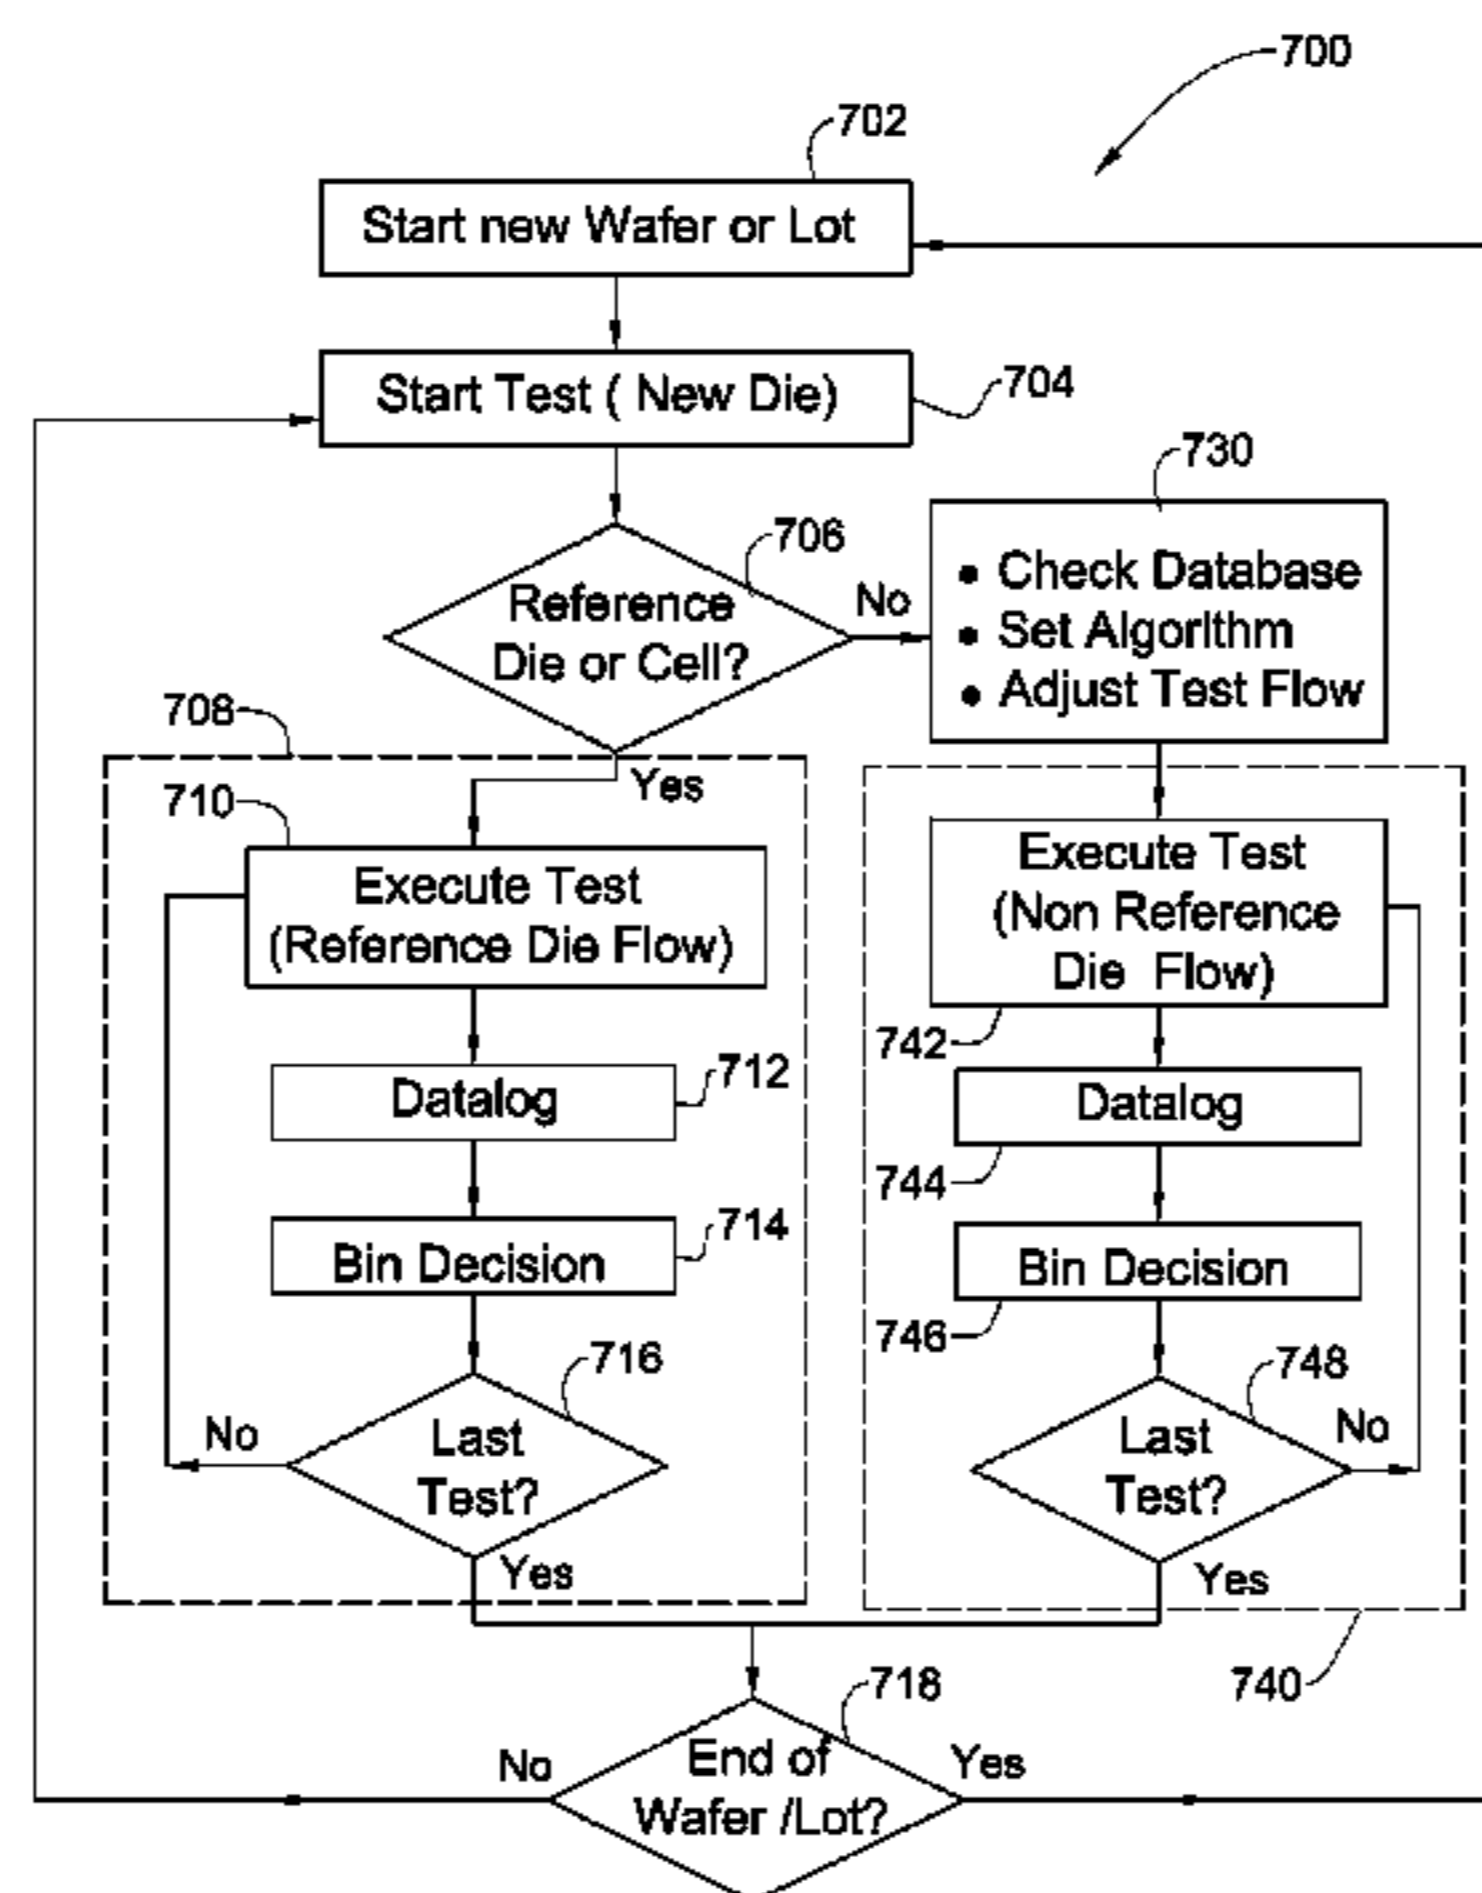 700
702
Start new Wafer or Lot
Start Test ( New Die)
704
730
706
Reference
Die or Cell?
No
• Check Database
• Set Algorithm
• Adjust Test Flow
708
Yes
710
Execute Test
(Reference Die Flow)
Execute Test
(Non Reference
Die Flow)
742
712
Datalog
Datalog
744
714
Bin Decision
Bin Decision
746
716
748
No
Last
Test?
Last
Test?
No
Yes
Yes
740
718
No
End of
Wafer /Lot?
Yes